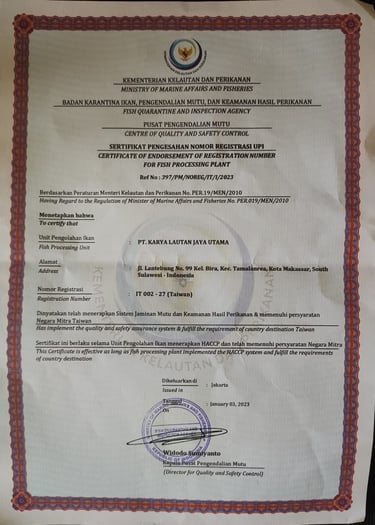 KEMENTERIAN KELAUTAN DAN PERIKANAN
MINISTRY OF MARINE AFFAIRS AND FISHERIES
BADAN KARANTINA IKAN, PENGENDALIAN MUTU, DAN KEAMANAN HASIL PERIKANAN
FISH QUARANTINE AND INSPECTION AGENCY
PUSAT PENGENDALIAN MUTU
CENTRE OF QUALITY AND SAFETY CONTROL
SERTIFIKAT PENGESAHAN NOMOR REGISTRASI UPI
CERTIFICATE OF ENDORSEMENT OF REGISTRATION NUMBER
FOR FISH PROCESSING PLANT
Ref No : 397/PM/NOREG/IT/I/2023
Berdasarkan Peraturan Menteri Kelautan dan Perikanan No. PER.19/MEN/2010
Having Regard to the Regulation of Minister of Marine Affairs and Fisheries No. PER.019/MEN/2010
Menetapkan bahwa
To certify that
Unit Pengolahan Ikan : PT. KARYA LAUTAN JAYA UTAMA
Fish Processing Unit
Alamat : Jl. Lantebung No. 99 Kel. Bira, Kec. Tamalanrea, Kota Makassar, South
Address Sulawesi - Indonesia
Nomor Registrasi : IT 002 - 27 (Taiwan)
Registration Number
Dinyatakan telah menerapkan Sistem Jaminan Mutu dan Keamanan Hasil Perikanan & memenuhi persyaratan
Negara Mitra Taiwan
Has implement the quality and safety assurance system & fulfill the requirement of country destination Taiwan
Sertifikat ini berlaku selama Unit Pengolahan Ikan menerapkan HACCP dan telah memenuhi persyaratan Negara Mitra
This Certificate is effective as long as fish processing plant implemented the HACCP system and fulfill the requirements
of country destination
KELAUTAN DAN
Dikeluarkan di : Jakarta
Issued in
Tanggal : January 03, 2023
On
Widodo Sumiyanto
Kepala Pusat Pengendalian Mutu
(Director for Quality and Safety Control)